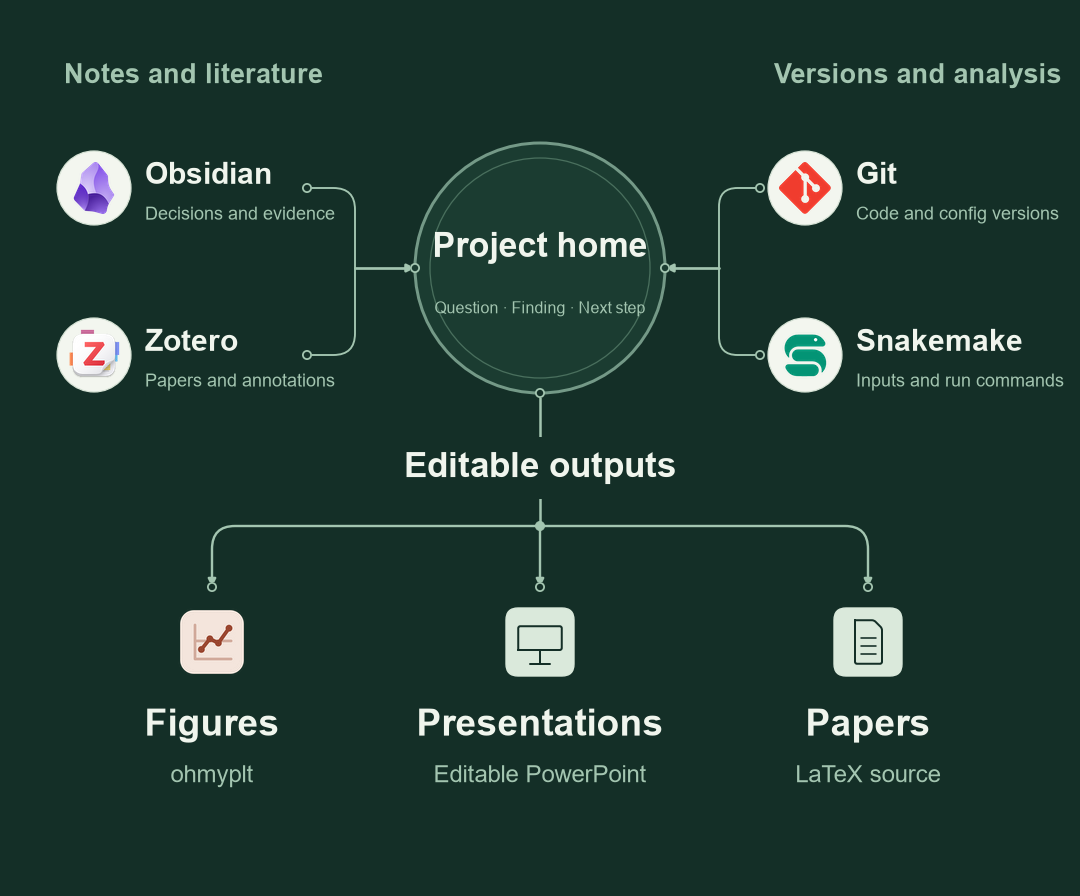 Notes and literature
Versions and analysis
Obsidian
Decisions and evidence
Git
Code and config versions
Project home
Question · Finding · Next step
Zotero
Papers and annotations
Snakemake
Inputs and run commands
Editable outputs
Figures
ohmyplt
Presentations
Editable PowerPoint
Papers
LaTeX source